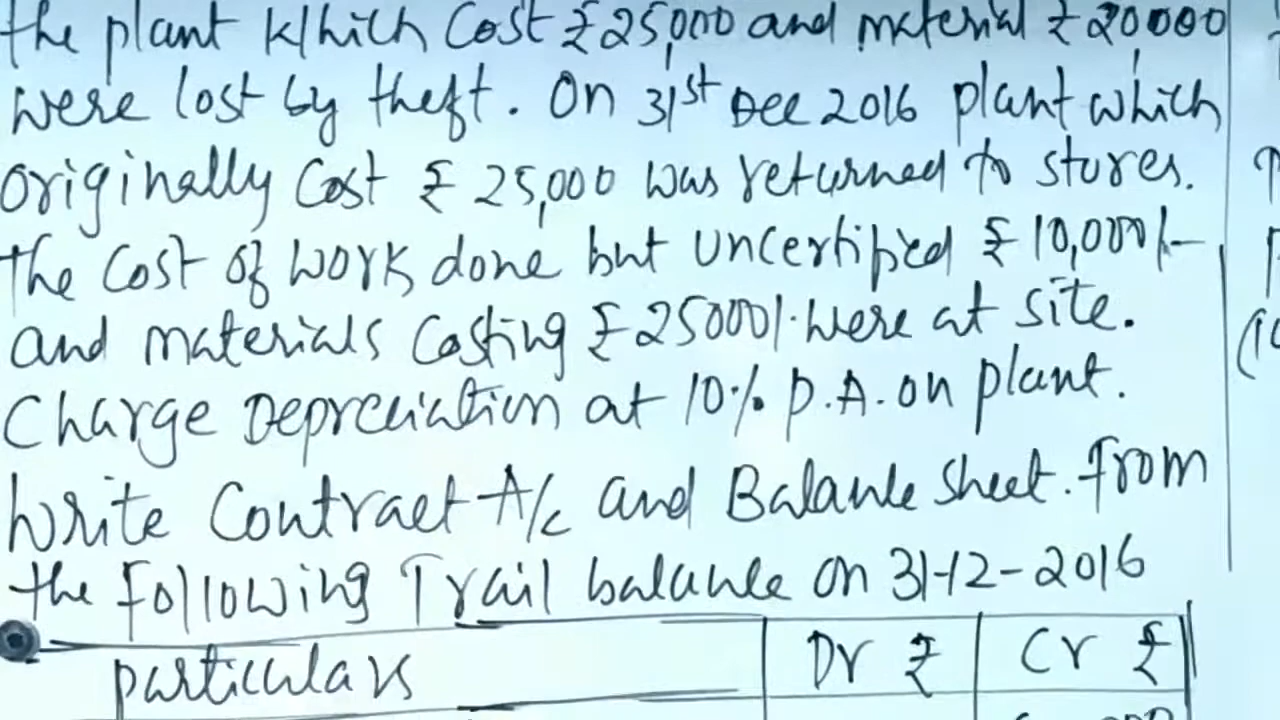 the plant which Cost ₹25,000 and material ₹20000
were lost by theft. On 31st Dec 2016 plant which
originally Cost ₹ 25,000 was returned to stores.
the Cost of work done but uncertified ₹ 10,000/-
and materials Costing ₹25000/. were at site.
Charge Depreciation at 10% P.A. on plant.
Write Contract A/c and Balance sheet. From
the Following Trail balance on 31-12-2016
particulars Dr ₹ Cr ₹